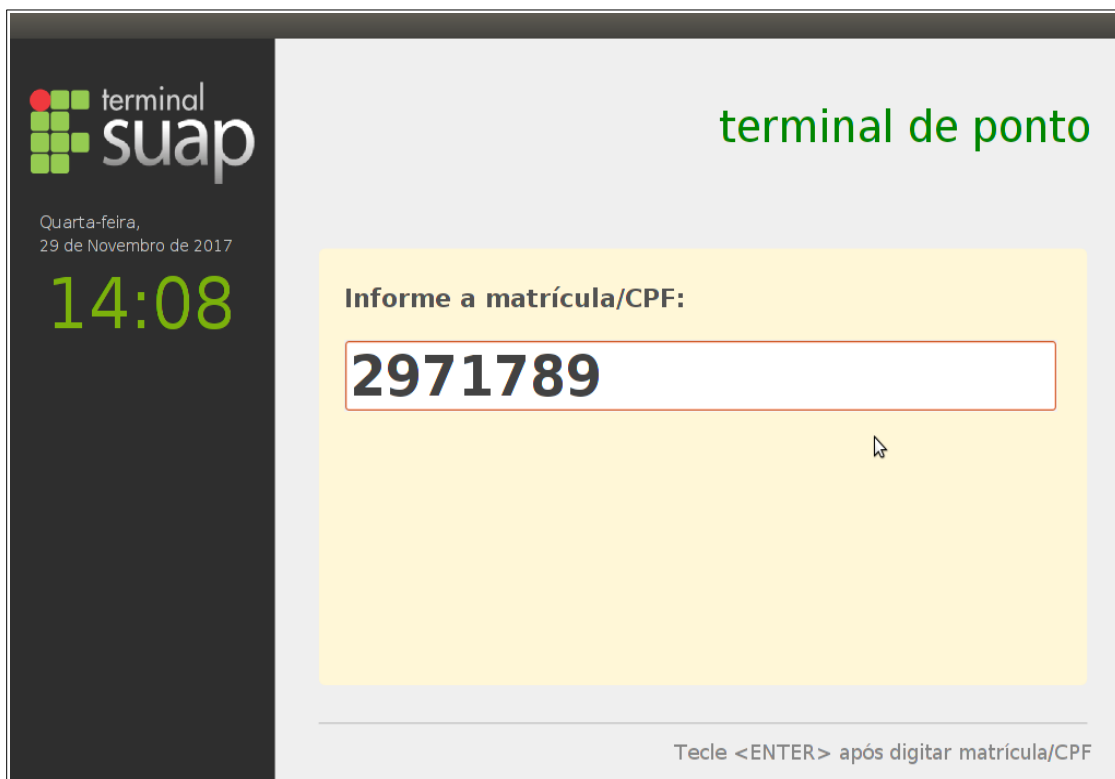 terminal
suap
Quarta-feira,
29 de Novembro de 2017
14:08
terminal de ponto
Informe a matrícula/CPF:
2971789
Tecle <ENTER> após digitar matrícula/CPF